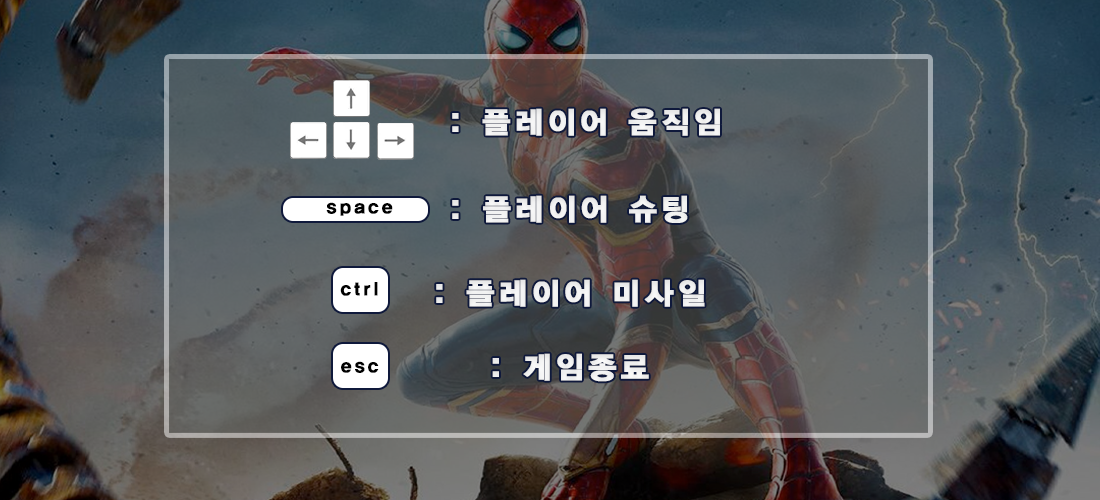 ↑
← ↓ → : 플레이어 움직임
space : 플레이어 슈팅
ctrl : 플레이어 미사일
esc : 게임종료